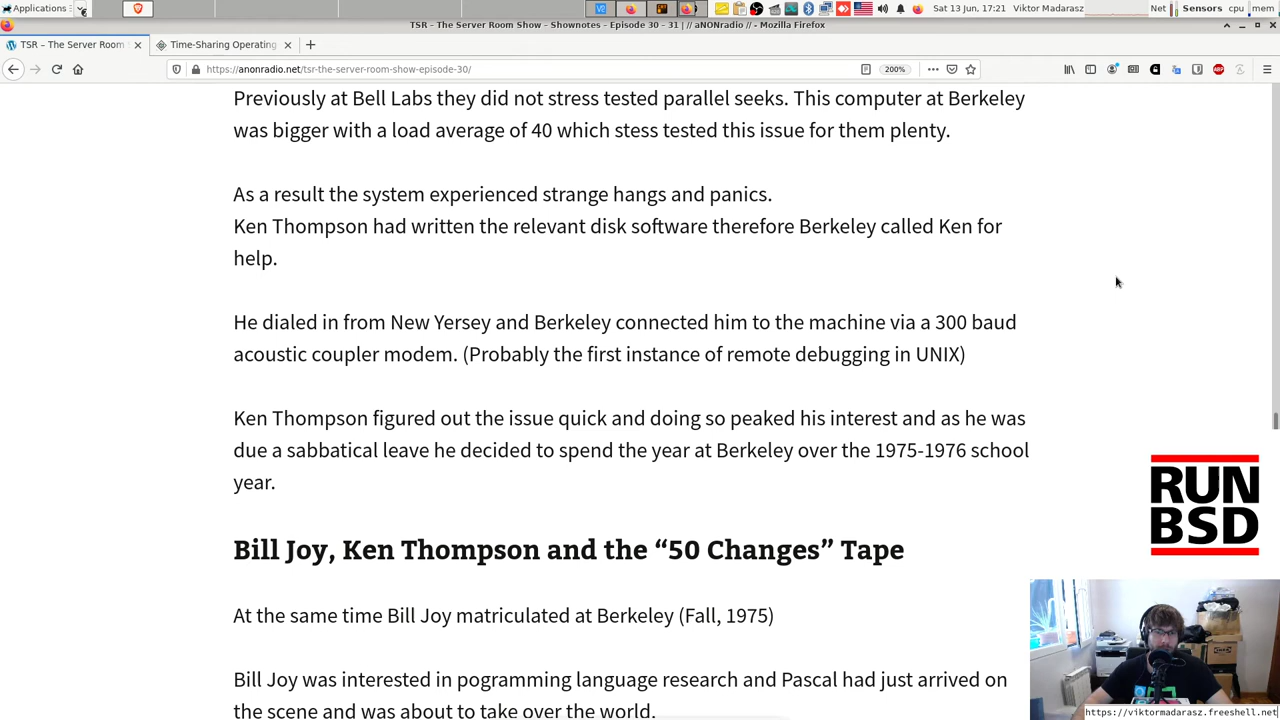 Applications
Sat 13 Jun, 17:21 Viktor Madarasz Net Sensors cpu mem
TSR – The Server Room Show – Shownotes - Episode 30 - 31 | // aNONradio // - Mozilla Firefox
TSR – The Server Room
Time-Sharing Operating
https://anonradio.net/tsr-the-server-room-show-episode-30/
200%
Previously at Bell Labs they did not stress tested parallel seeks. This computer at Berkeley
was bigger with a load average of 40 which stess tested this issue for them plenty.
As a result the system experienced strange hangs and panics.
Ken Thompson had written the relevant disk software therefore Berkeley called Ken for
help.
He dialed in from New Yersey and Berkeley connected him to the machine via a 300 baud
acoustic coupler modem. (Probably the first instance of remote debugging in UNIX)
Ken Thompson figured out the issue quick and doing so peaked his interest and as he was
due a sabbatical leave he decided to spend the year at Berkeley over the 1975-1976 school
year.
RUN
BSD
Bill Joy, Ken Thompson and the “50 Changes” Tape
At the same time Bill Joy matriculated at Berkeley (Fall, 1975)
Bill Joy was interested in pogramming language research and Pascal had just arrived on
the scene and was about to take over the world.
https://viktormadarasz.freeshell.net